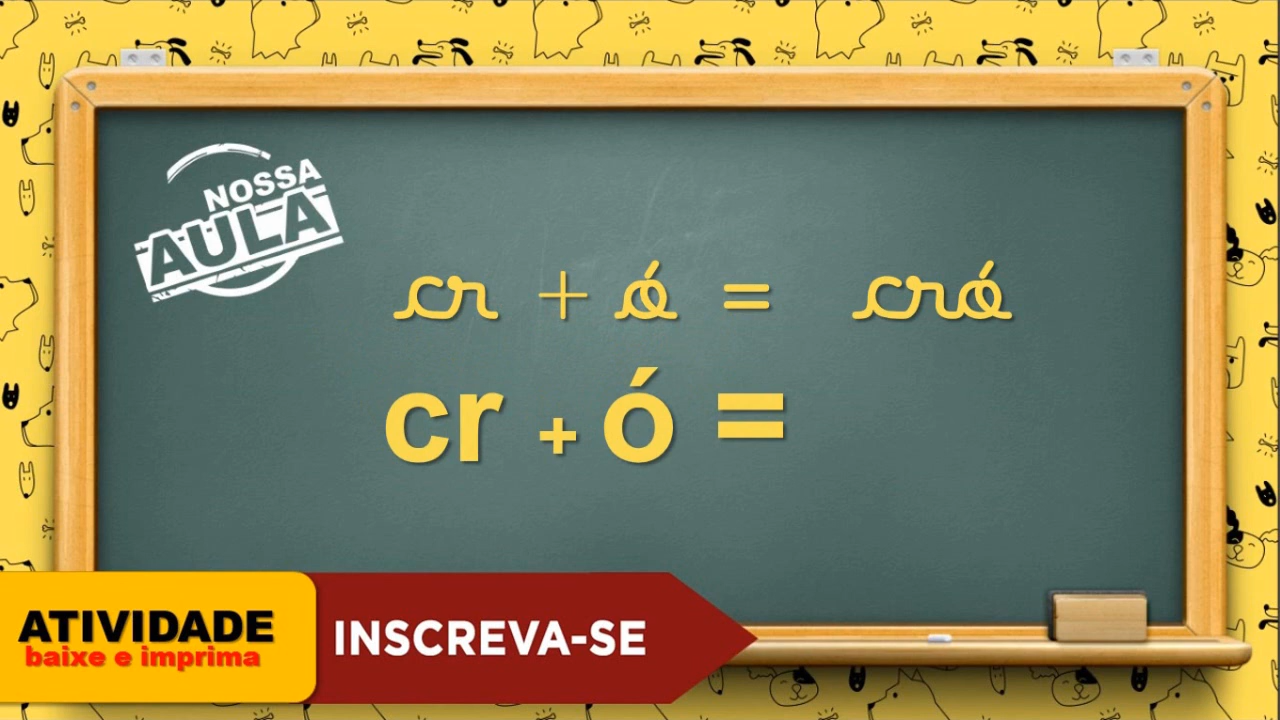 NOSSA
AULA
cr + ó = cró
cr + ó =
ATIVIDADE
baixe e imprima
INSCREVA-SE